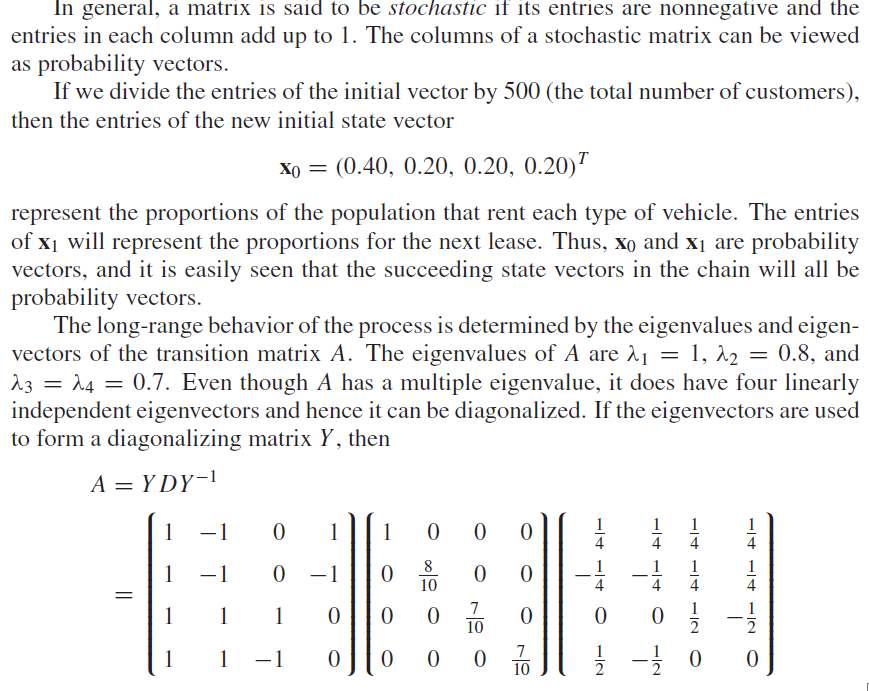 In general, a matrix is said to be stochastic if its entries are nonnegative and the
entries in each column add up to 1. The columns of a stochastic matrix can be viewed
as probability vectors.
If we divide the entries of the initial vector by 500 (the total number of customers),
then the entries of the new initial state vector
x₀ = (0.40, 0.20, 0.20, 0.20)ᵀ
represent the proportions of the population that rent each type of vehicle. The entries
of x₁ will represent the proportions for the next lease. Thus, x₀ and x₁ are probability
vectors, and it is easily seen that the succeeding state vectors in the chain will all be
probability vectors.
The long-range behavior of the process is determined by the eigenvalues and eigen-
vectors of the transition matrix A. The eigenvalues of A are λ₁ = 1, λ₂ = 0.8, and
λ₃ = λ₄ = 0.7. Even though A has a multiple eigenvalue, it does have four linearly
independent eigenvectors and hence it can be diagonalized. If the eigenvectors are used
to form a diagonalizing matrix Y, then
A = YDY⁻¹
1 −1 0 1 1 0 0 0 1/4 1/4 1/4 1/4
1 −1 0 −1 0 8/10 0 0 −1/4 −1/4 1/4 1/4
=
1 1 1 0 0 0 7/10 0 0 0 1/2 −1/2
1 1 −1 0 0 0 0 7/10 1/2 −1/2 0 0